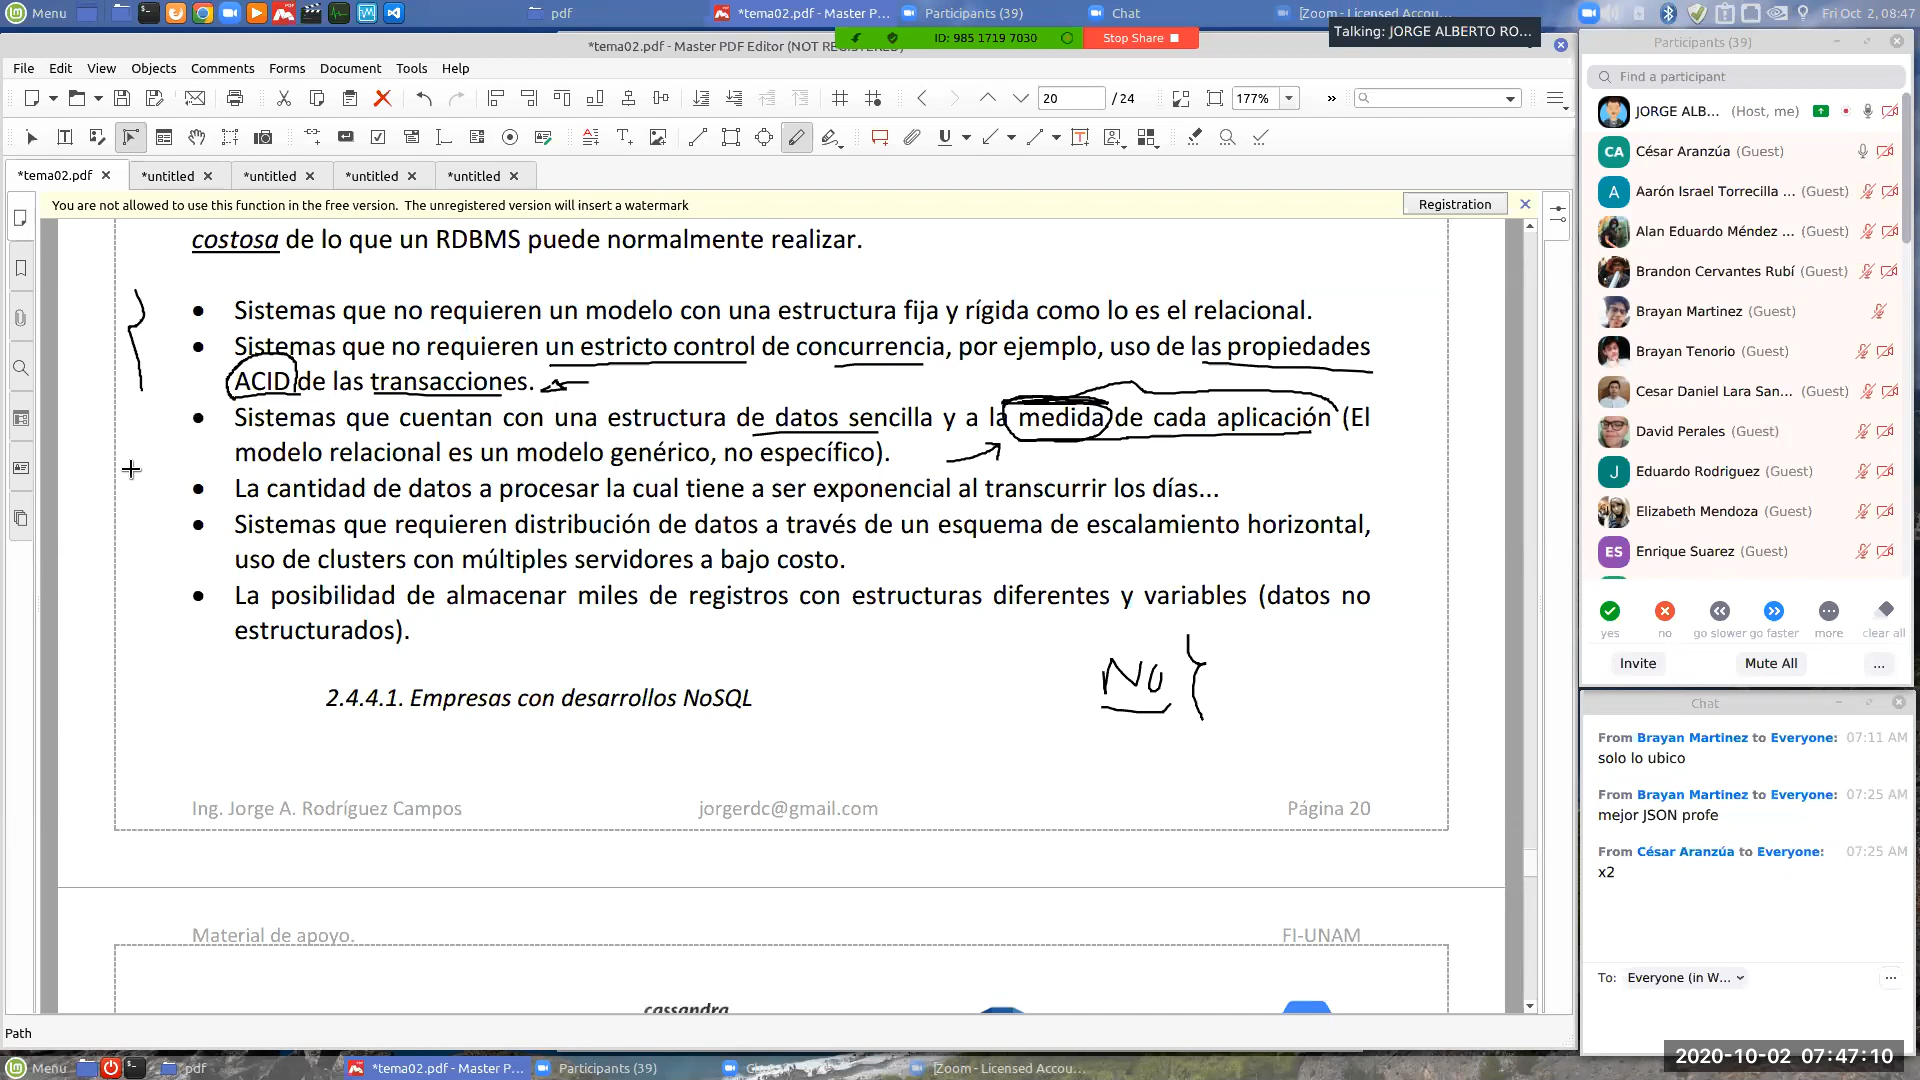 Menu
pdf
*tema02.pdf - Master P...
Participants (39)
Chat
[Zoom - Licensed Accou...
Fri Oct 2, 08:47
*tema02.pdf - Master PDF Editor (NOT REGISTERED)
ID: 985 1719 7030
Stop Share
Talking: JORGE ALBERTO RO...
File Edit View Objects Comments Forms Document Tools Help
20 / 24
177%
*tema02.pdf
*untitled
*untitled
*untitled
*untitled
You are not allowed to use this function in the free version. The unregistered version will insert a watermark
Registration
costosa de lo que un RDBMS puede normalmente realizar.
• Sistemas que no requieren un modelo con una estructura fija y rígida como lo es el relacional.
• Sistemas que no requieren un estricto control de concurrencia, por ejemplo, uso de las propiedades
ACID de las transacciones.
• Sistemas que cuentan con una estructura de datos sencilla y a la medida de cada aplicación (El
modelo relacional es un modelo genérico, no específico).
• La cantidad de datos a procesar la cual tiene a ser exponencial al transcurrir los días...
• Sistemas que requieren distribución de datos a través de un esquema de escalamiento horizontal,
uso de clusters con múltiples servidores a bajo costo.
• La posibilidad de almacenar miles de registros con estructuras diferentes y variables (datos no
estructurados).
No
2.4.4.1. Empresas con desarrollos NoSQL
Ing. Jorge A. Rodríguez Campos
jorgerdc@gmail.com
Página 20
Material de apoyo.
FI-UNAM
cassandra
Path
Participants (39)
Find a participant
JORGE ALB... (Host, me)
CA César Aranzúa (Guest)
A Aarón Israel Torrecilla ... (Guest)
Alan Eduardo Méndez ... (Guest)
Brandon Cervantes Rubí (Guest)
Brayan Martinez (Guest)
Brayan Tenorio (Guest)
Cesar Daniel Lara San... (Guest)
David Perales (Guest)
J Eduardo Rodriguez (Guest)
Elizabeth Mendoza (Guest)
ES Enrique Suarez (Guest)
yes no go slower go faster more clear all
Invite
Mute All
...
Chat
From Brayan Martinez to Everyone: 07:11 AM
solo lo ubico
From Brayan Martinez to Everyone: 07:25 AM
mejor JSON profe
From César Aranzúa to Everyone: 07:25 AM
x2
To: Everyone (in W...
...
Menu
pdf
*tema02.pdf - Master P...
Participants (39)
[Zoom - Licensed Accou...
2020-10-02 07:47:10